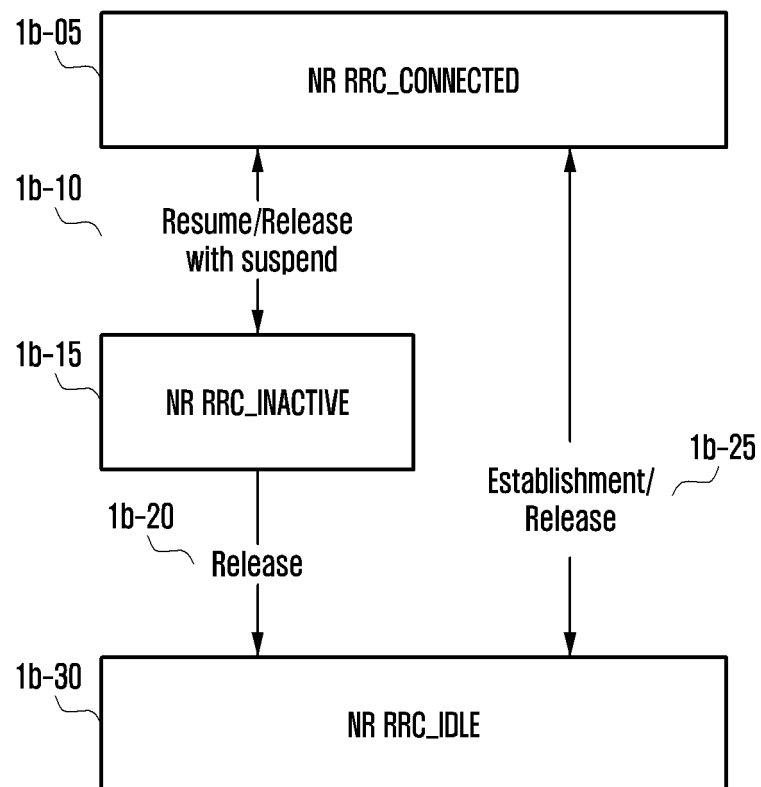 1b-05
NR RRC_CONNECTED
1b-10
Resume/Release
with suspend
1b-15
NR RRC_INACTIVE
1b-25
Establishment/
Release
1b-20
Release
1b-30
NR RRC_IDLE